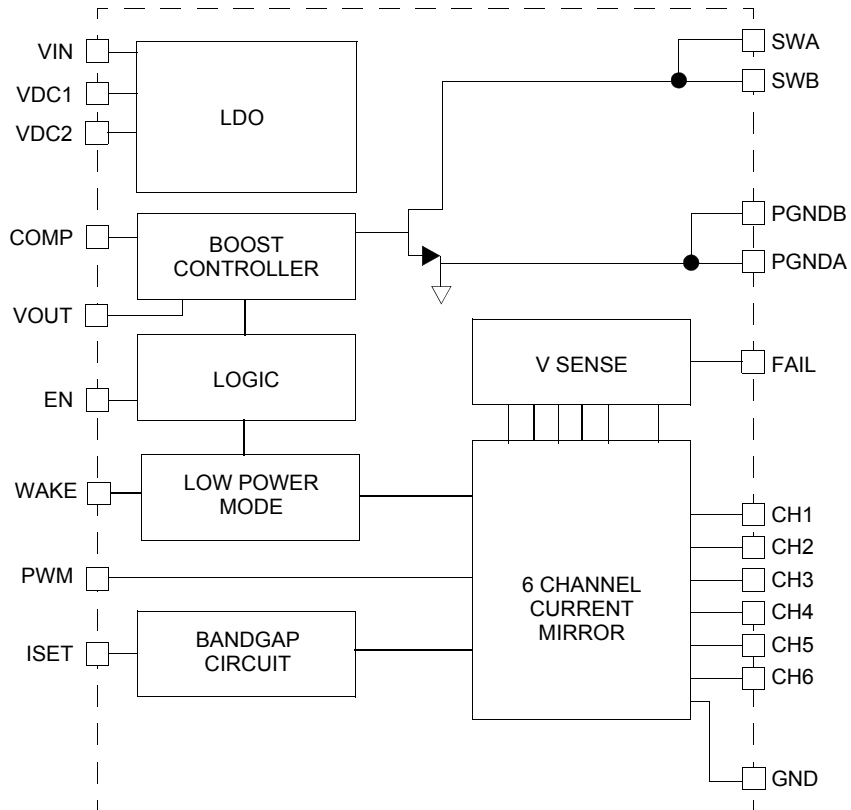 VIN
VDC1
VDC2
LDO
SWA
SWB
COMP
BOOST
CONTROLLER
PGNDB
PGNDA
VOUT
LOGIC
V SENSE
FAIL
EN
WAKE
LOW POWER
MODE
PWM
6 CHANNEL
CURRENT
MIRROR
CH1
CH2
CH3
CH4
CH5
CH6
ISET
BANDGAP
CIRCUIT
GND